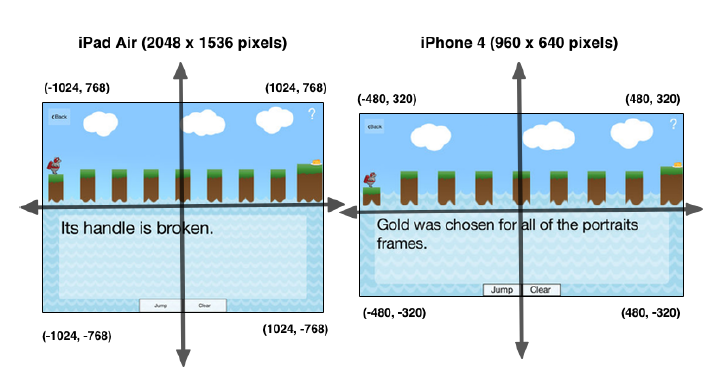 iPad Air (2048 x 1536 pixels)
iPhone 4 (960 x 640 pixels)
(-1024, 768)
(1024, 768)
(-480, 320)
(480, 320)
Back
?
Back
?
Its handle is broken.
Gold was chosen for all of the portraits
frames.
Jump
Clear
Jump
Clear
(-1024, -768)
(1024, -768)
(-480, -320)
(480, -320)